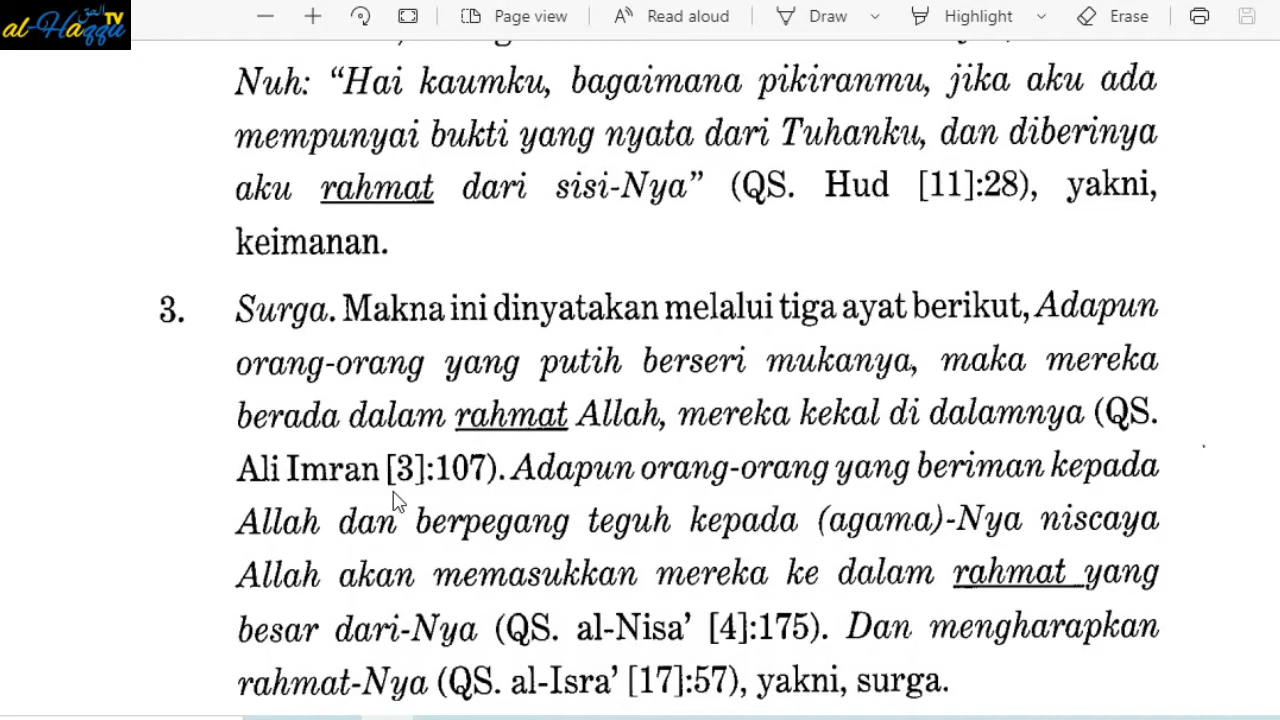 الحق TV
al-Haqqu
Page view Read aloud Draw Highlight Erase
Nuh: “Hai kaumku, bagaimana pikiranmu, jika aku ada
mempunyai bukti yang nyata dari Tuhanku, dan diberinya
aku rahmat dari sisi-Nya” (QS. Hud [11]:28), yakni,
keimanan.
3. Surga. Makna ini dinyatakan melalui tiga ayat berikut, Adapun
orang-orang yang putih berseri mukanya, maka mereka
berada dalam rahmat Allah, mereka kekal di dalamnya (QS.
Ali Imran [3]:107). Adapun orang-orang yang beriman kepada
Allah dan berpegang teguh kepada (agama)-Nya niscaya
Allah akan memasukkan mereka ke dalam rahmat yang
besar dari-Nya (QS. al-Nisa’ [4]:175). Dan mengharapkan
rahmat-Nya (QS. al-Isra’ [17]:57), yakni, surga.